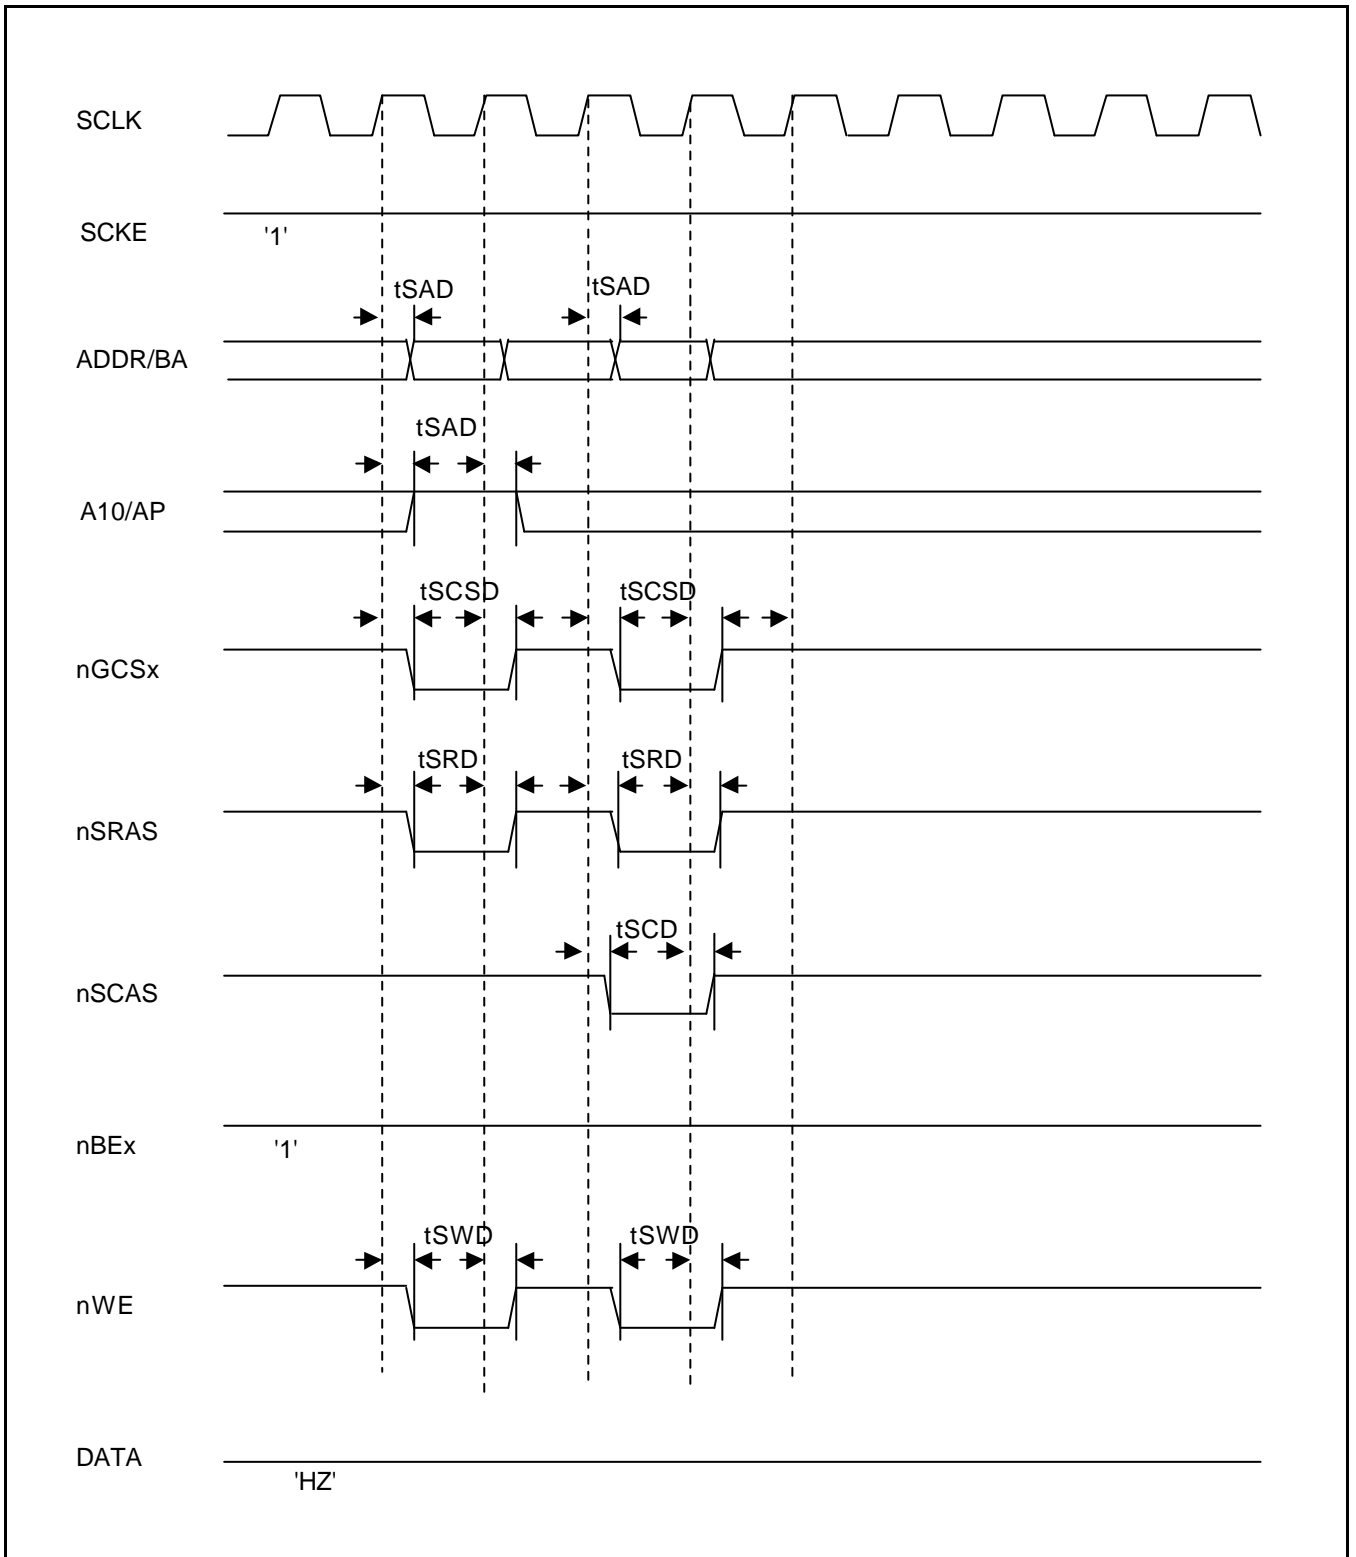 SCLK
SCKE
'1'
tSAD
tSAD
ADDR/BA
tSAD
A10/AP
tSCSD
tSCSD
nGCSx
tSRD
tSRD
nSRAS
tSCD
nSCAS
nBEx
'1'
tSWD
tSWD
nWE
DATA
'HZ'